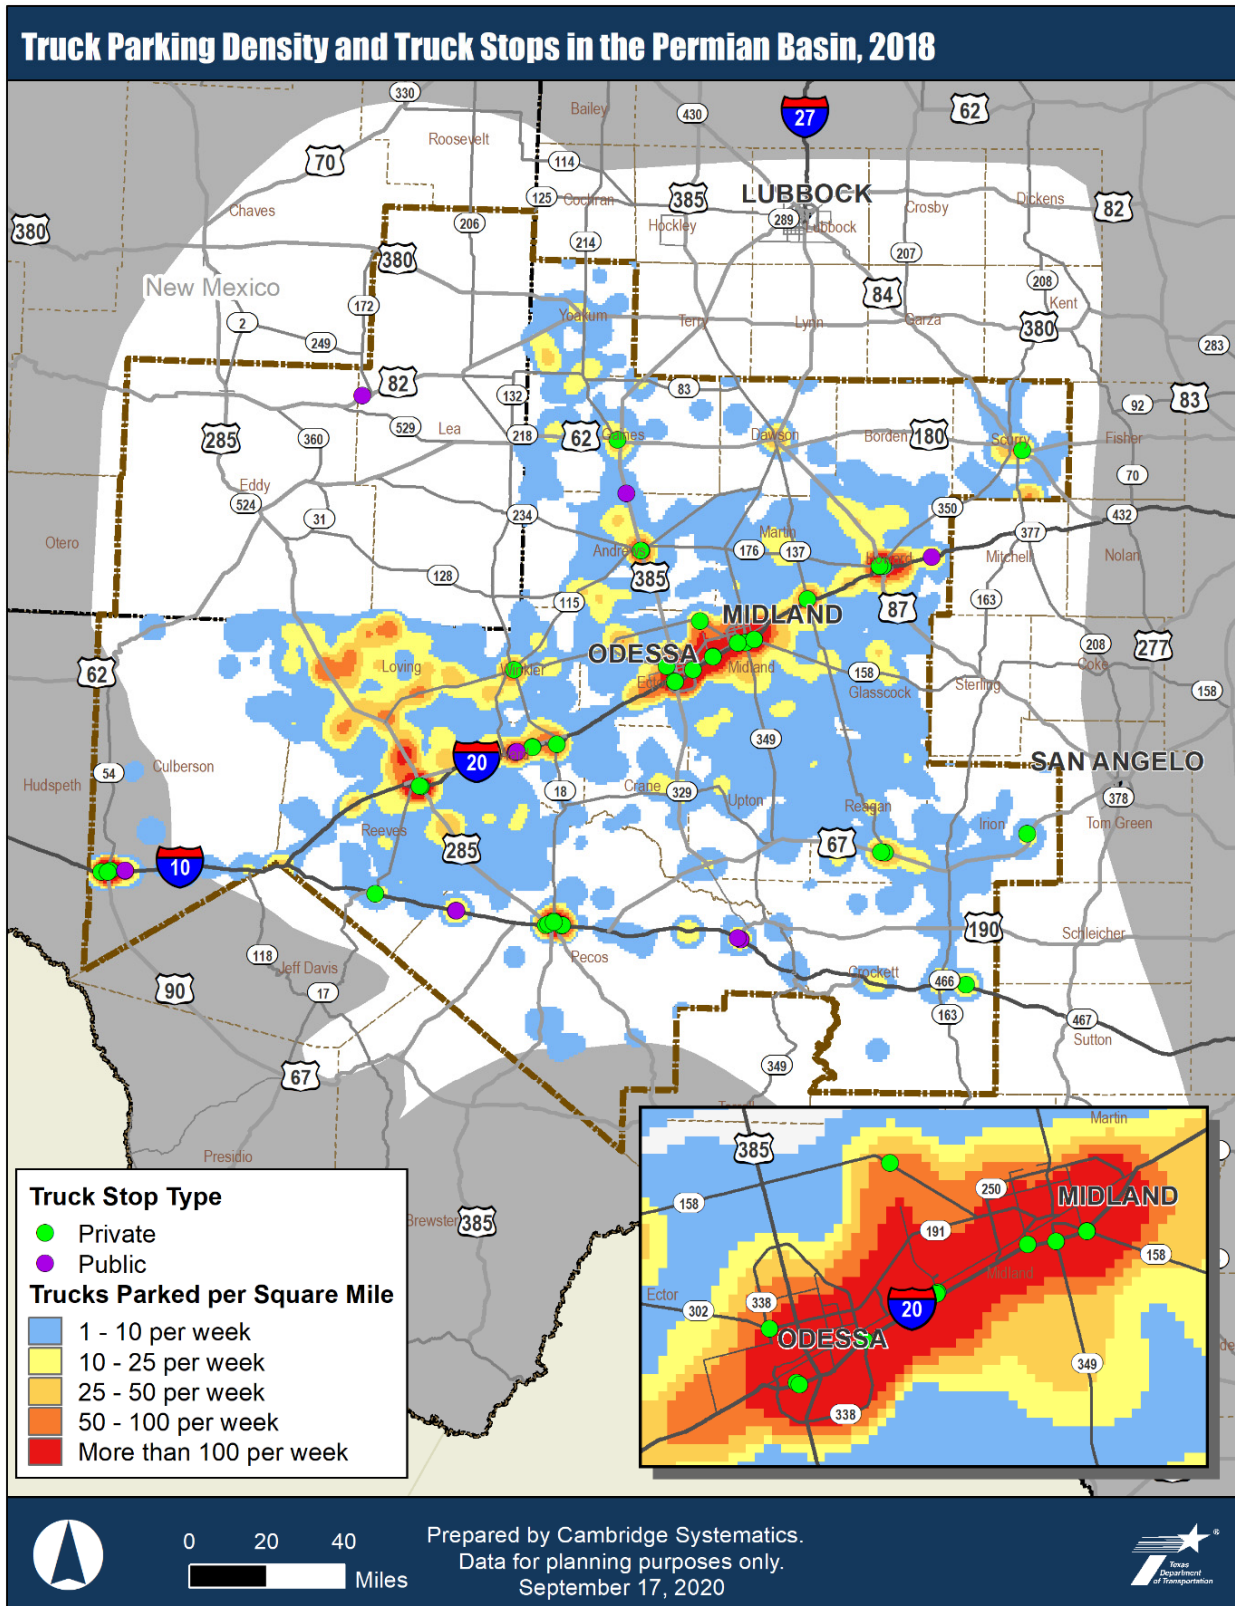 Truck Parking Density and Truck Stops in the Permian Basin, 2018
330
Bailey
430
27
62
Roosevelt
70
114
Dickens
125
Cochran
385
LUBBOCK
82
Chaves
206
Hockley
289
Lubbock
Crosby
380
214
207
380
New Mexico
208
172
84
Kent
2
Yoakum
Terry
Lynn
Garza
380
249
283
82
83
132
92
83
285
360
529
Lea
218
62
Gaines
Dawson
Borden
180
Scurry
Fisher
Eddy
70
524
31
234
350
432
Otero
Martin
377
Andrews
176
137
Howard
Mitchell
Nolan
128
385
115
87
163
MIDLAND
208
277
62
Loving
Winkler
ODESSA
Ector
Midland
158
Glasscock
Sterling
Coke
158
20
349
SAN ANGELO
54
Culberson
Hudspeth
18
Crane
329
Upton
Reagan
378
Tom Green
Irion
Reeves
285
67
10
190
Schleicher
118
Jeff Davis
Pecos
90
17
Crockett
466
163
467
Sutton
67
349
Presidio
Brewster
385
Truck Stop Type
Private
Public
Trucks Parked per Square Mile
1 - 10 per week
10 - 25 per week
25 - 50 per week
50 - 100 per week
More than 100 per week
Martin
385
158
250
MIDLAND
191
158
Midland
Ector
302
338
20
ODESSA
349
338
0 20 40
Miles
Prepared by Cambridge Systematics.
Data for planning purposes only.
September 17, 2020
Texas
Department
of Transportation